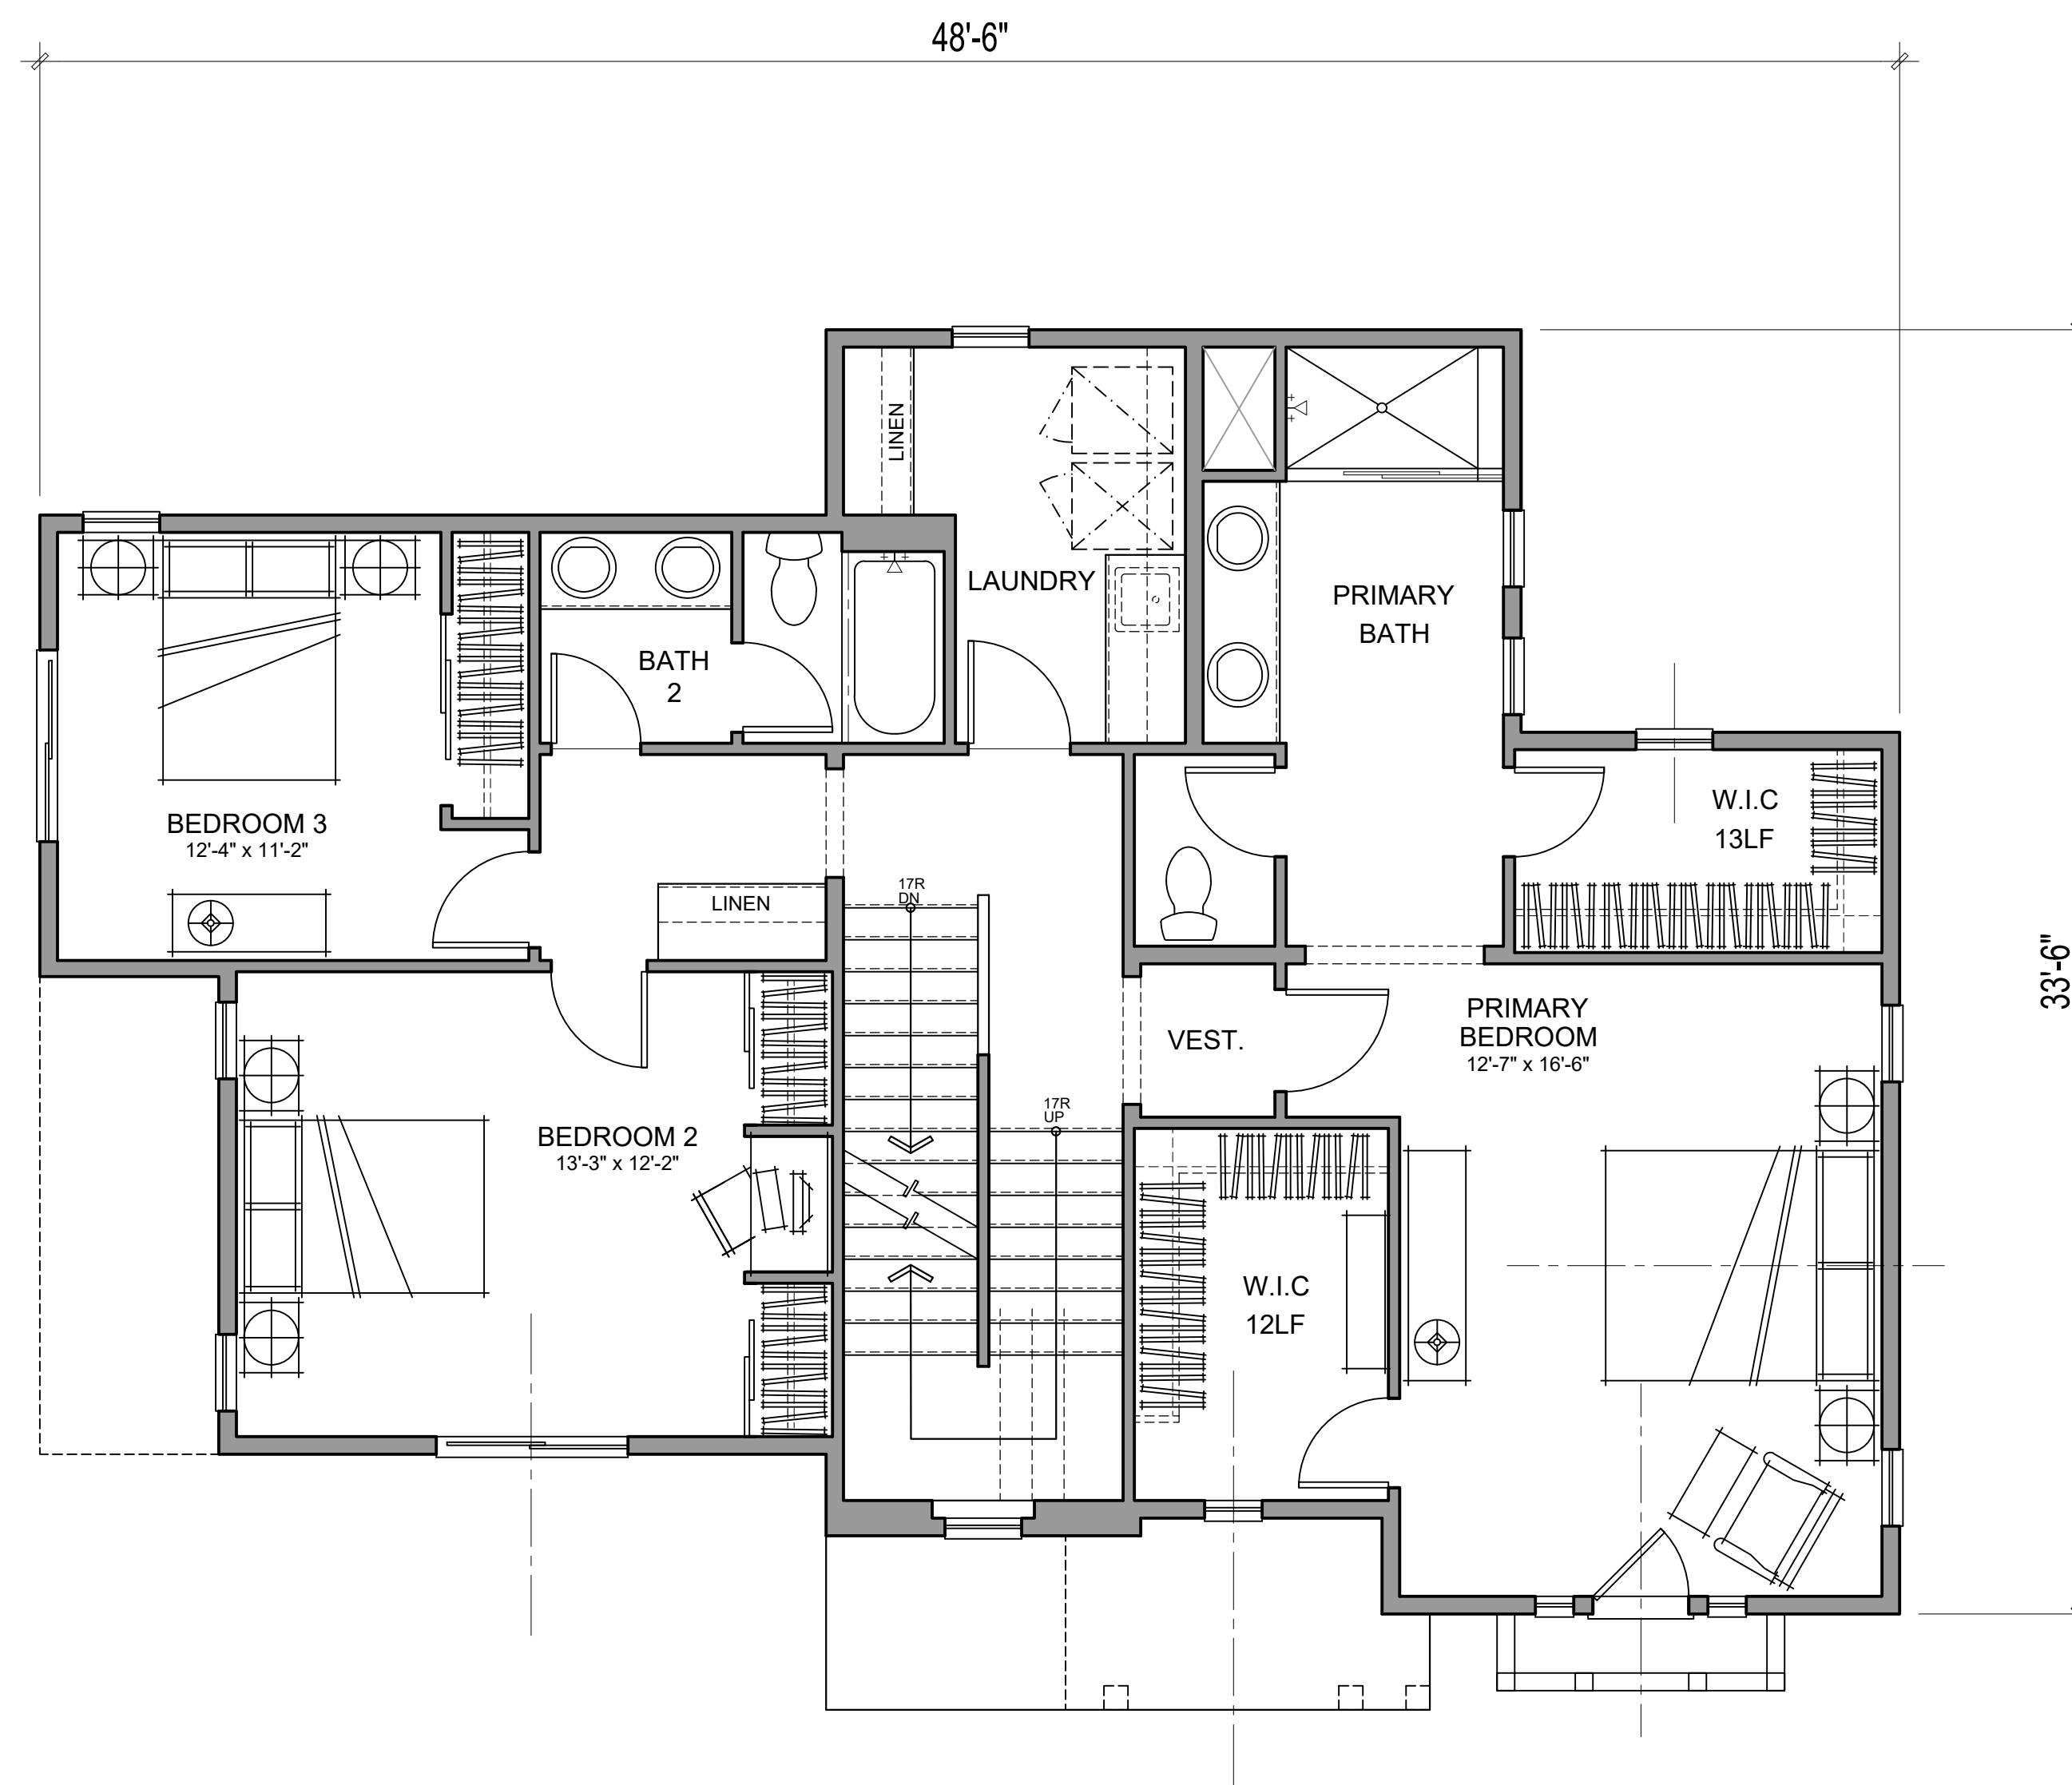 48'-6"
LINEN
LAUNDRY
PRIMARY
BATH
BATH
2
W.I.C
13LF
BEDROOM 3
12'-4" x 11'-2"
LINEN
17R
DN
33'-6"
PRIMARY
BEDROOM
12'-7" x 16'-6"
VEST.
17R
UP
BEDROOM 2
13'-3" x 12'-2"
W.I.C
12LF